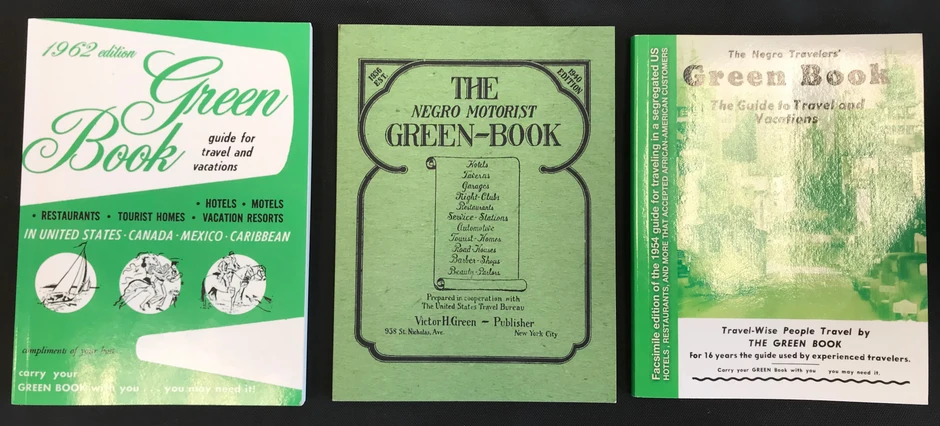 1962 edition
Green
Book
guide for
travel and
vacations
• HOTELS • MOTELS
• RESTAURANTS • TOURIST HOMES • VACATION RESORTS
IN UNITED STATES · CANADA · MEXICO · CARIBBEAN
compliments of your
carry your
GREEN BOOK with you . . . you may need it!
1936
EST.
1940
EDITION
THE
NEGRO MOTORIST
GREEN-BOOK
Hotels
Taverns
Garages
Night-Clubs
Restaurants
Service-Stations
Automotive
Tourist-Homes
Road-Houses
Barber-Shops
Beauty-Parlors
Prepared in cooperation with
The United States Travel Bureau
Victor H. Green — Publisher
938 St. Nicholas, Ave. New York City
Facsimile edition of the 1954 guide for traveling in a segregated US
HOTELS, RESTAURANTS, AND MORE THAT ACCEPTED AFRICAN-AMERICAN CUSTOMERS
The Negro Travelers'
Green Book
The Guide to Travel and
Vacations
Travel-Wise People Travel by
THE GREEN BOOK
For 16 years the guide used by experienced travelers.
Carry your GREEN Book with you you may need it.